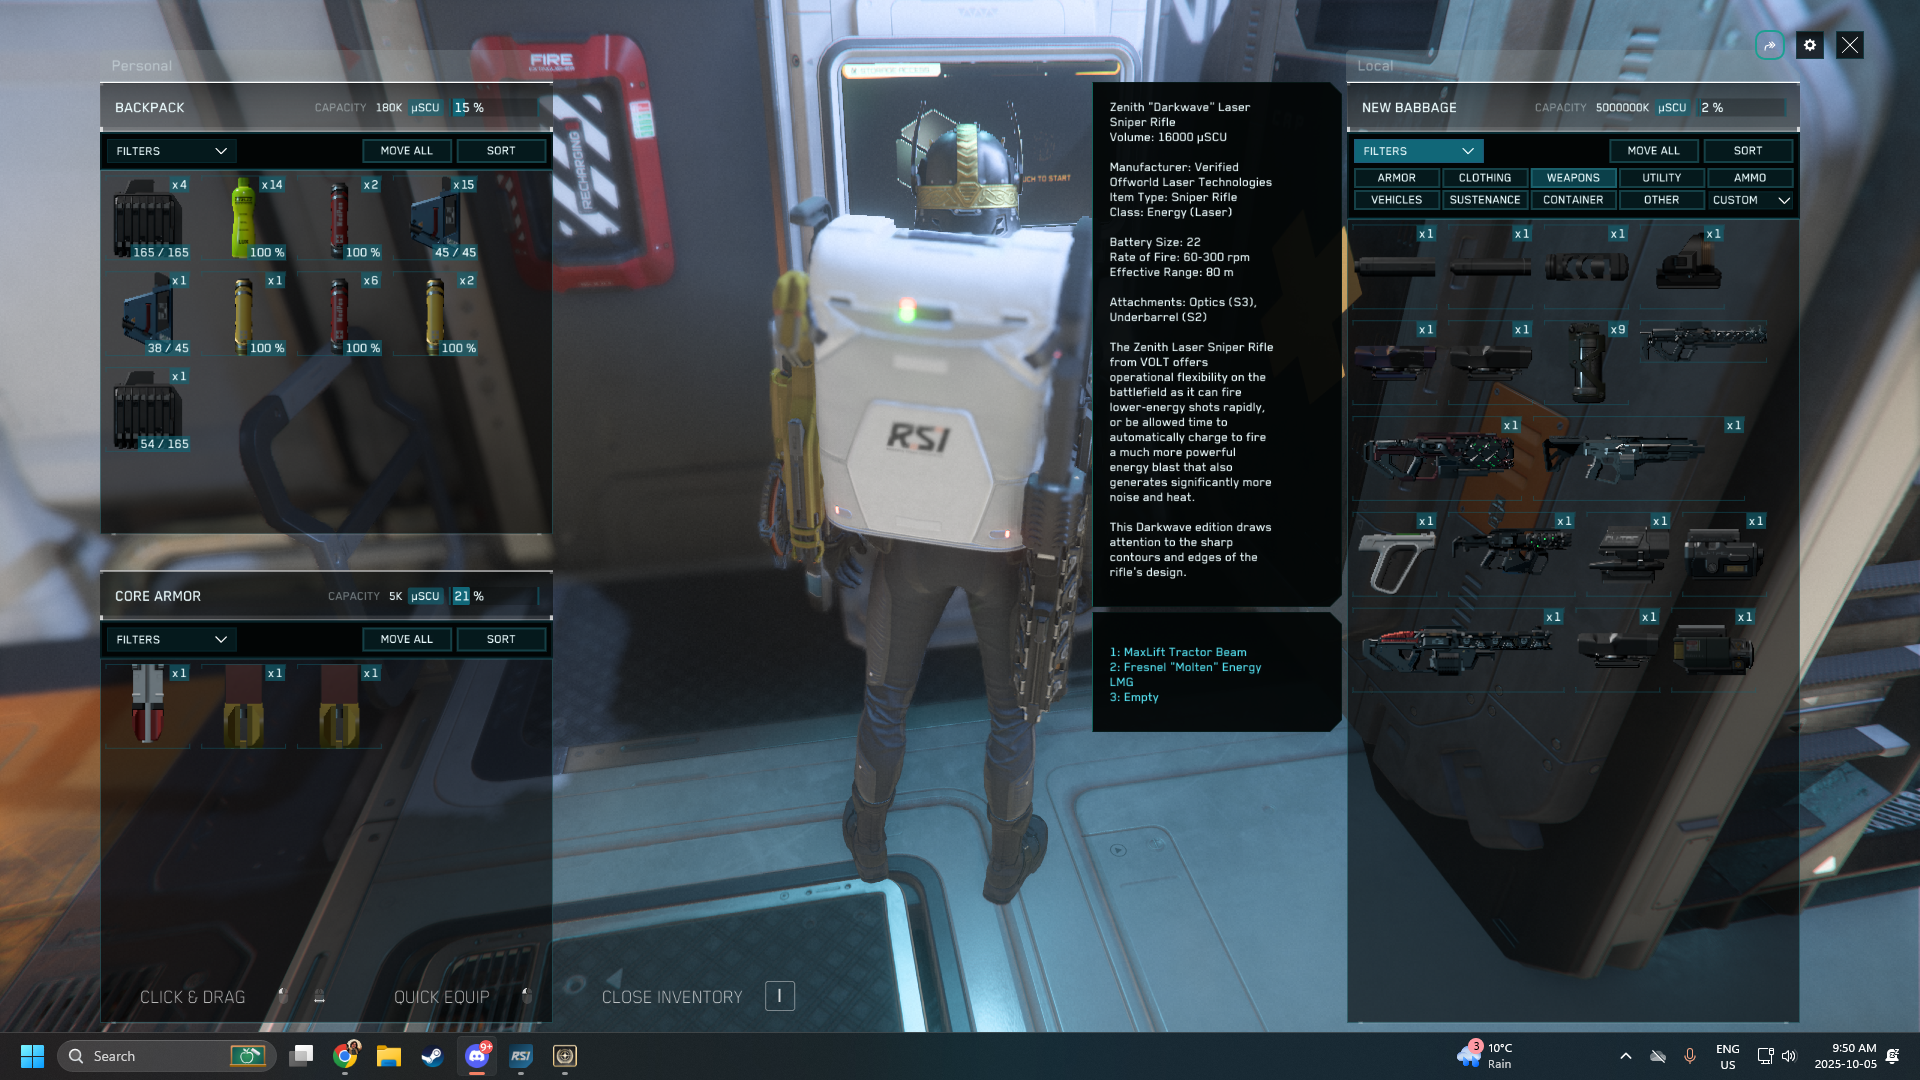 Personal
BACKPACK
CAPACITY 180K µSCU 15 %
FILTERS
MOVE ALL
SORT
x4
165 / 165
x14
100 %
x2
100 %
x15
45 / 45
x1
38 / 45
x1
100 %
x6
100 %
x2
100 %
x1
54 / 165
CORE ARMOR
CAPACITY 5K µSCU 21 %
FILTERS
MOVE ALL
SORT
x1
x1
x1
CLICK & DRAG
QUICK EQUIP
CLOSE INVENTORY
I
FIRE
EXTINGUISHER
RECHARGING
RSI
Zenith "Darkwave" Laser
Sniper Rifle
Volume: 16000 µSCU
Manufacturer: Verified
Offworld Laser Technologies
Item Type: Sniper Rifle
Class: Energy (Laser)
Battery Size: 22
Rate of Fire: 60-300 rpm
Effective Range: 80 m
Attachments: Optics (S3),
Underbarrel (S2)
The Zenith Laser Sniper Rifle
from VOLT offers
operational flexibility on the
battlefield as it can fire
lower-energy shots rapidly,
or be allowed time to
automatically charge to fire
a much more powerful
energy blast that also
generates significantly more
noise and heat.
This Darkwave edition draws
attention to the sharp
contours and edges of the
rifle's design.
1: MaxLift Tractor Beam
2: Fresnel "Molten" Energy
LMG
3: Empty
Local
NEW BABBAGE
CAPACITY 5000000K µSCU 2 %
FILTERS
MOVE ALL
SORT
ARMOR
CLOTHING
WEAPONS
UTILITY
AMMO
VEHICLES
SUSTENANCE
CONTAINER
OTHER
CUSTOM
x1
x1
x1
x1
x1
x1
x9
x1
x1
x1
x1
x1
x1
x1
x1
x1
Search
9+
RSI
3
10°C
Rain
ENG
US
9:50 AM
2025-10-05